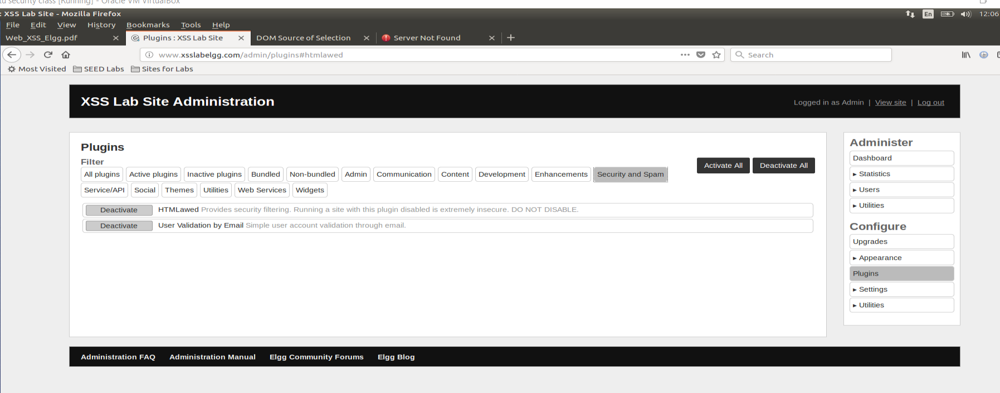 tu security class [Running] - Oracle VM VirtualBox
: XSS Lab Site - Mozilla Firefox En 12:06
File Edit View History Bookmarks Tools Help
Web_XSS_Elgg.pdf Plugins : XSS Lab Site DOM Source of Selection Server Not Found
www.xsslabelgg.com/admin/plugins#htmlawed Search
Most Visited SEED Labs Sites for Labs
XSS Lab Site Administration
Logged in as Admin | View site | Log out
Plugins
Filter
Activate All Deactivate All
All plugins Active plugins Inactive plugins Bundled Non-bundled Admin Communication Content Development Enhancements Security and Spam
Service/API Social Themes Utilities Web Services Widgets
Deactivate HTMLawed Provides security filtering. Running a site with this plugin disabled is extremely insecure. DO NOT DISABLE.
Deactivate User Validation by Email Simple user account validation through email.
Administer
Dashboard
▸ Statistics
▸ Users
▸ Utilities
Configure
Upgrades
▸ Appearance
Plugins
▸ Settings
▸ Utilities
Administration FAQ Administration Manual Elgg Community Forums Elgg Blog